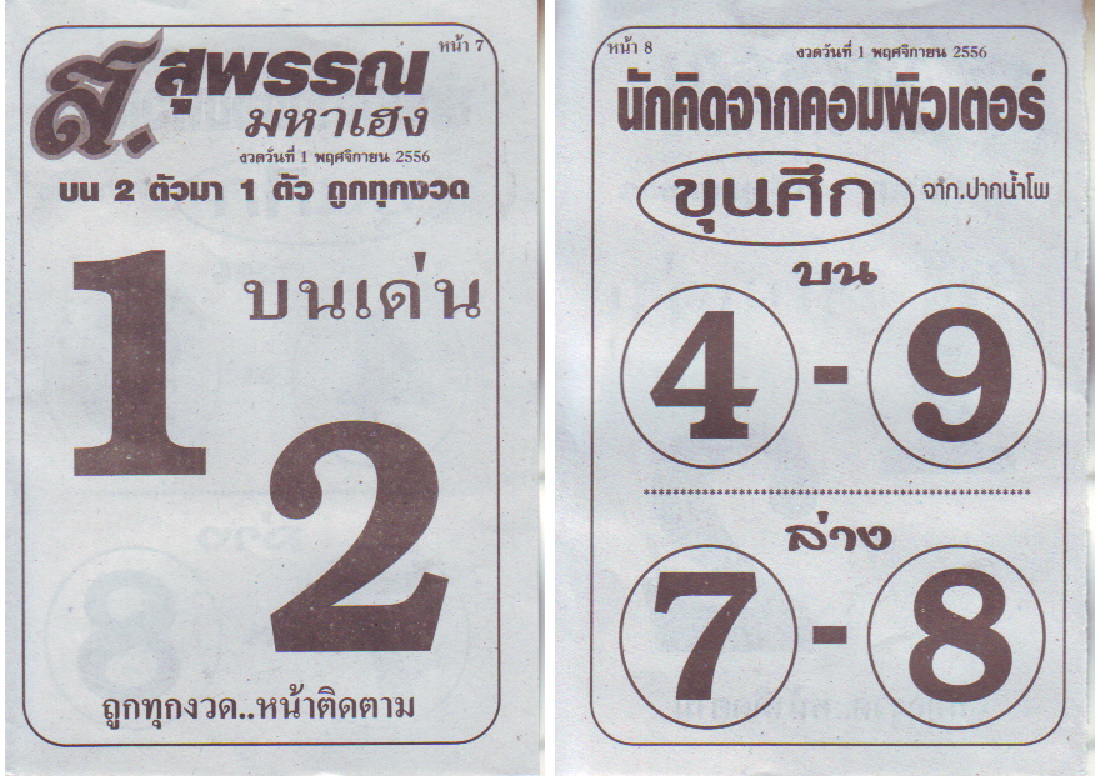 หน้า 7
ส. สุพรรณ
มหาเฮง
งวดวันที่ 1 พฤศจิกายน 2556
บน 2 ตัวมา 1 ตัว ถูกทุกงวด
1
บนเด่น
2
ถูกทุกงวด..หน้าติดตาม
หน้า 8
งวดวันที่ 1 พฤศจิกายน 2556
นักคิดจากคอมพิวเตอร์
ขุนศึก จำก.ปากน้ำโพ
บน
4 - 9
ล่าง
7 - 8